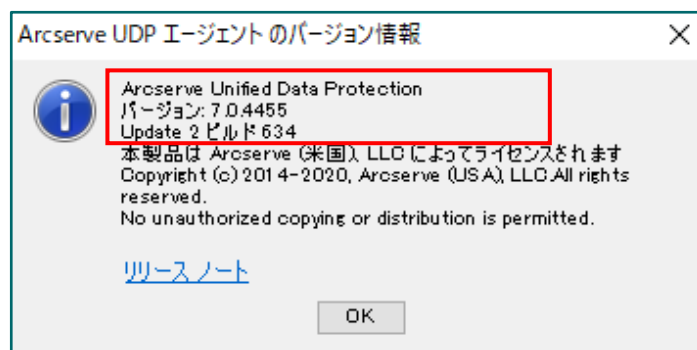 Arcserve UDP エージェント のバージョン情報
Arcserve Unified Data Protection
バージョン: 7.0.4455
Update 2 ビルド 634
本製品は Arcserve (米国), LLC によってライセンスされます
Copyright (c) 2014-2020, Arcserve (USA), LLC.All rights
reserved.
No unauthorized copying or distribution is permitted.
リリース ノート
OK